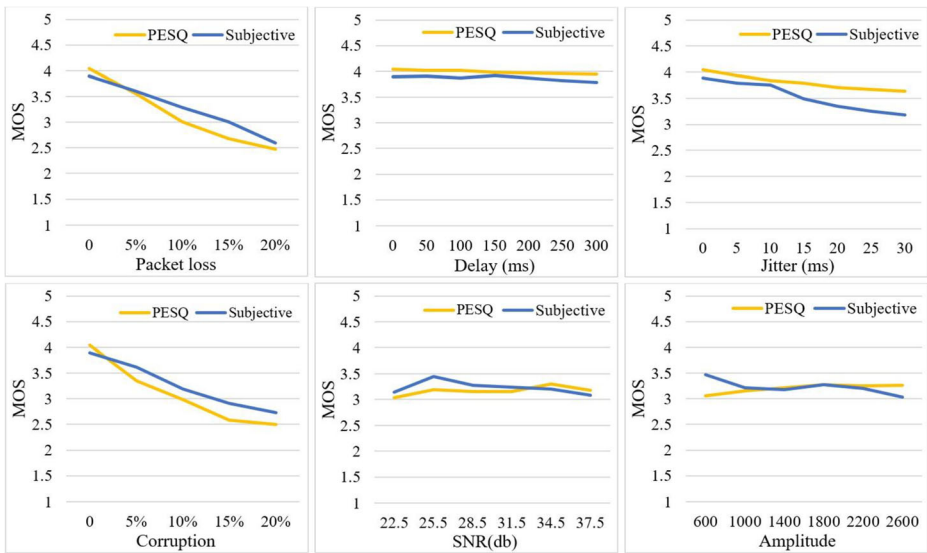 5
4.5
4
3.5
3
2.5
2
1.5
1
MOS
PESQ Subjective
0 5% 10% 15% 20%
Packet loss
5
4.5
4
3.5
3
2.5
2
1.5
1
MOS
PESQ Subjective
0 50 100 150 200 250 300
Delay (ms)
5
4.5
4
3.5
3
2.5
2
1.5
1
MOS
PESQ Subjective
0 5 10 15 20 25 30
Jitter (ms)
5
4.5
4
3.5
3
2.5
2
1.5
1
MOS
PESQ Subjective
0 5% 10% 15% 20%
Corruption
5
4.5
4
3.5
3
2.5
2
1.5
1
MOS
PESQ Subjective
22.5 25.5 28.5 31.5 34.5 37.5
SNR(db)
5
4.5
4
3.5
3
2.5
2
1.5
1
MOS
PESQ Subjective
600 1000 1400 1800 2200 2600
Amplitude